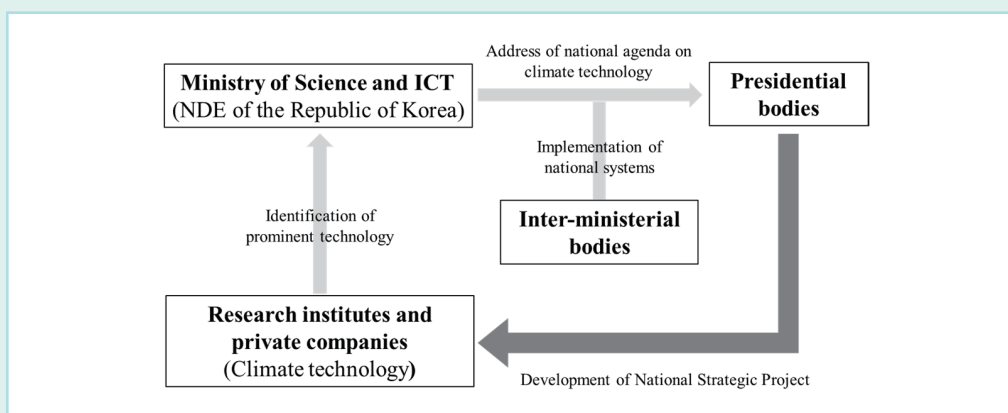 Address of national agenda on
climate technology
Ministry of Science and ICT
(NDE of the Republic of Korea)
Presidential
bodies
Implementation of
national systems
Identification of
prominent technology
Inter-ministerial
bodies
Research institutes and
private companies
(Climate technology)
Development of National Strategic Project